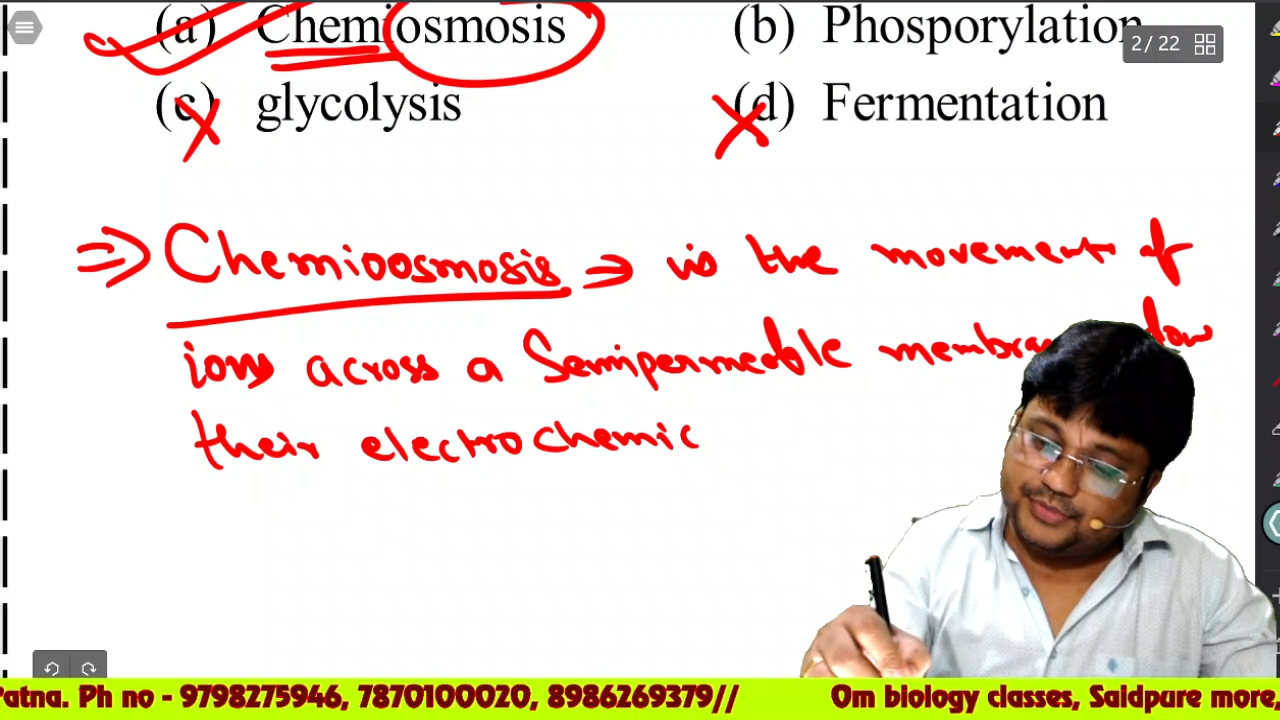 (a) Chemiosmosis (b) Phosporylation
2/ 22
(c) glycolysis (d) Fermentation
⇒ Chemioosmosis → is the movement of
ions across a Semipermeable
their electrochemic
Patna. Ph no - 9798275946, 7870100020, 8986269379// Om biology classes, Saidpure more,